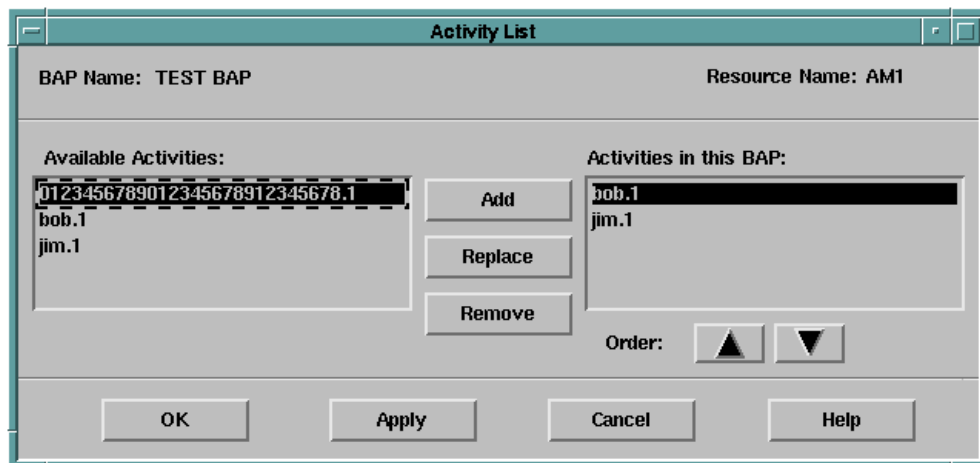 Activity List
BAP Name: TEST BAP
Resource Name: AM1
Available Activities:
0123456789012345678912345678.1
bob.1
jim.1
Add
Replace
Remove
Activities in this BAP:
bob.1
jim.1
Order:
OK
Apply
Cancel
Help